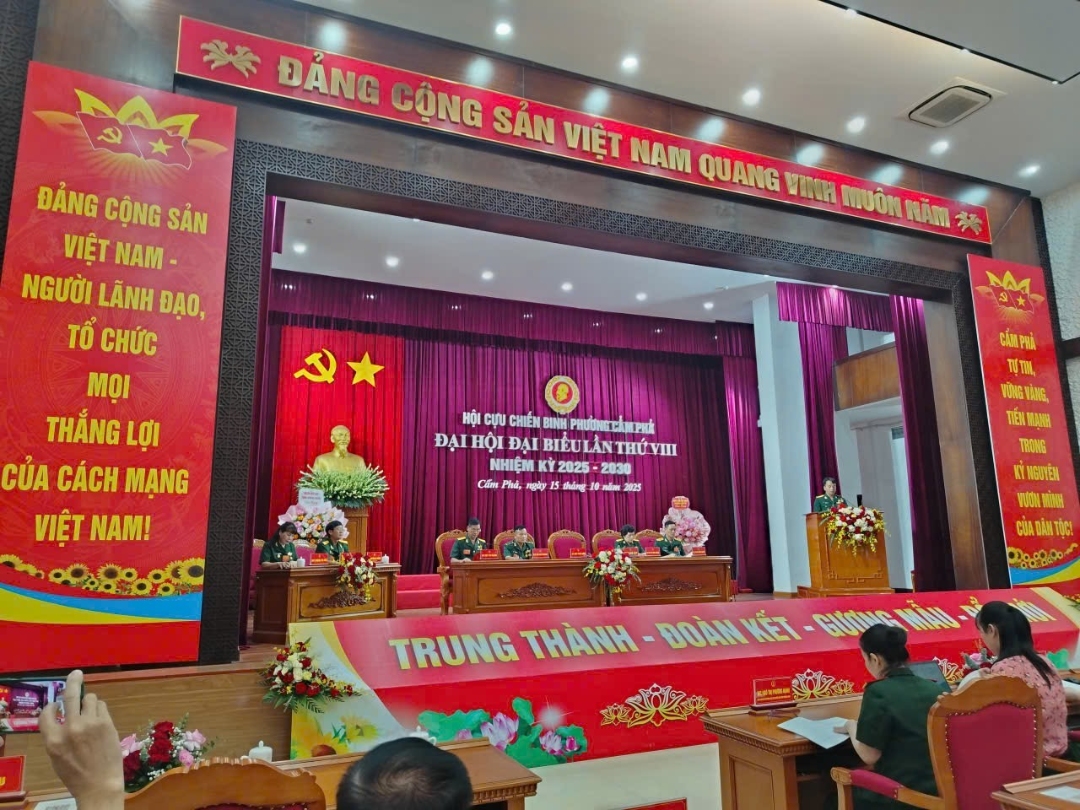 ĐẢNG CỘNG SẢN VIỆT NAM QUANG VINH MUÔN NĂM
ĐẢNG CỘNG SẢN
VIỆT NAM -
NGƯỜI LÃNH ĐẠO,
TỔ CHỨC
MỌI
THẮNG LỢI
CỦA CÁCH MẠNG
VIỆT NAM!
HỘI CỰU CHIẾN BINH PHƯỜNG CẨM PHẢ
ĐẠI HỘI ĐẠI BIỂU LẦN THỨ VIII
NHIỆM KỲ 2025 - 2030
Cẩm Phả, ngày 15 tháng 10 năm 2025
CẨM PHẢ
TỰ TIN,
VỮNG VÀNG,
TIẾN MẠNH
TRONG
KỶ NGUYÊN
VƯƠN MÌNH
CỦA DÂN TỘC!
TRUNG THÀNH - ĐOÀN KẾT - GƯƠNG MẪU -